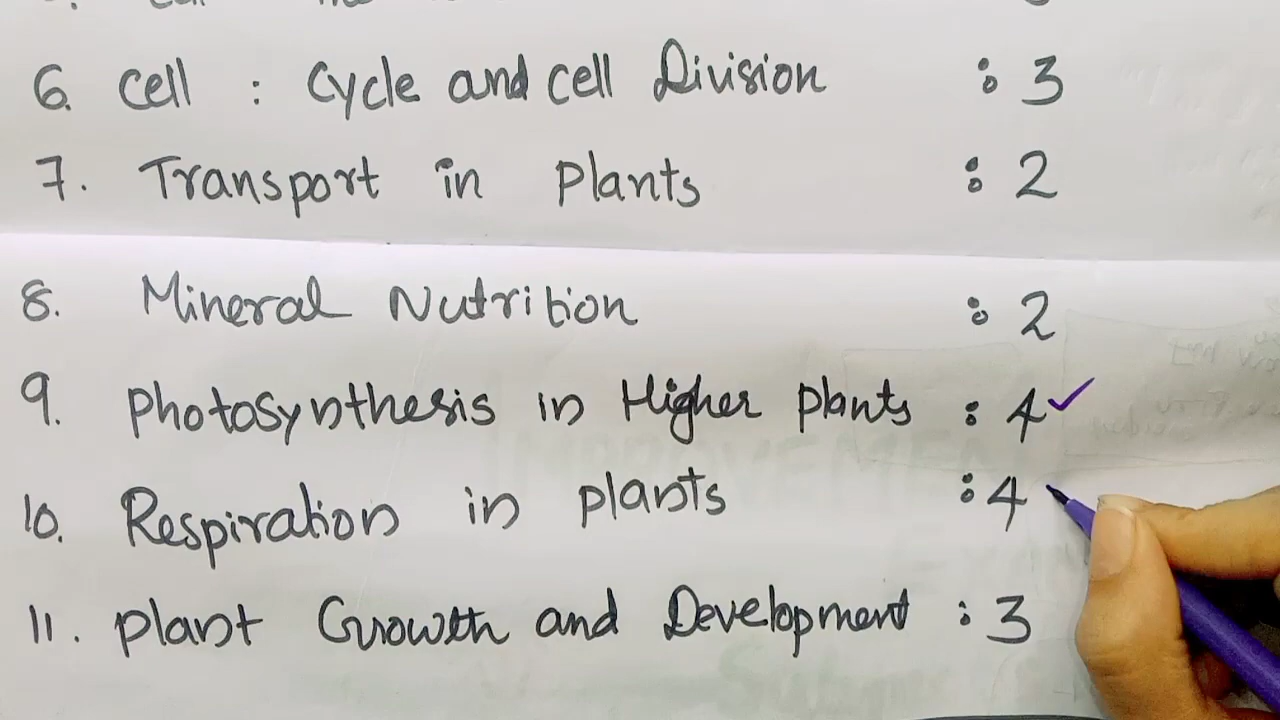 6. Cell : Cycle and cell Division : 3
7. Transport in plants : 2
8. Mineral Nutrition : 2
9. photosynthesis in Higher plants : 4 ✓
10. Respiration in plants : 4
11. plant Growth and Development : 3